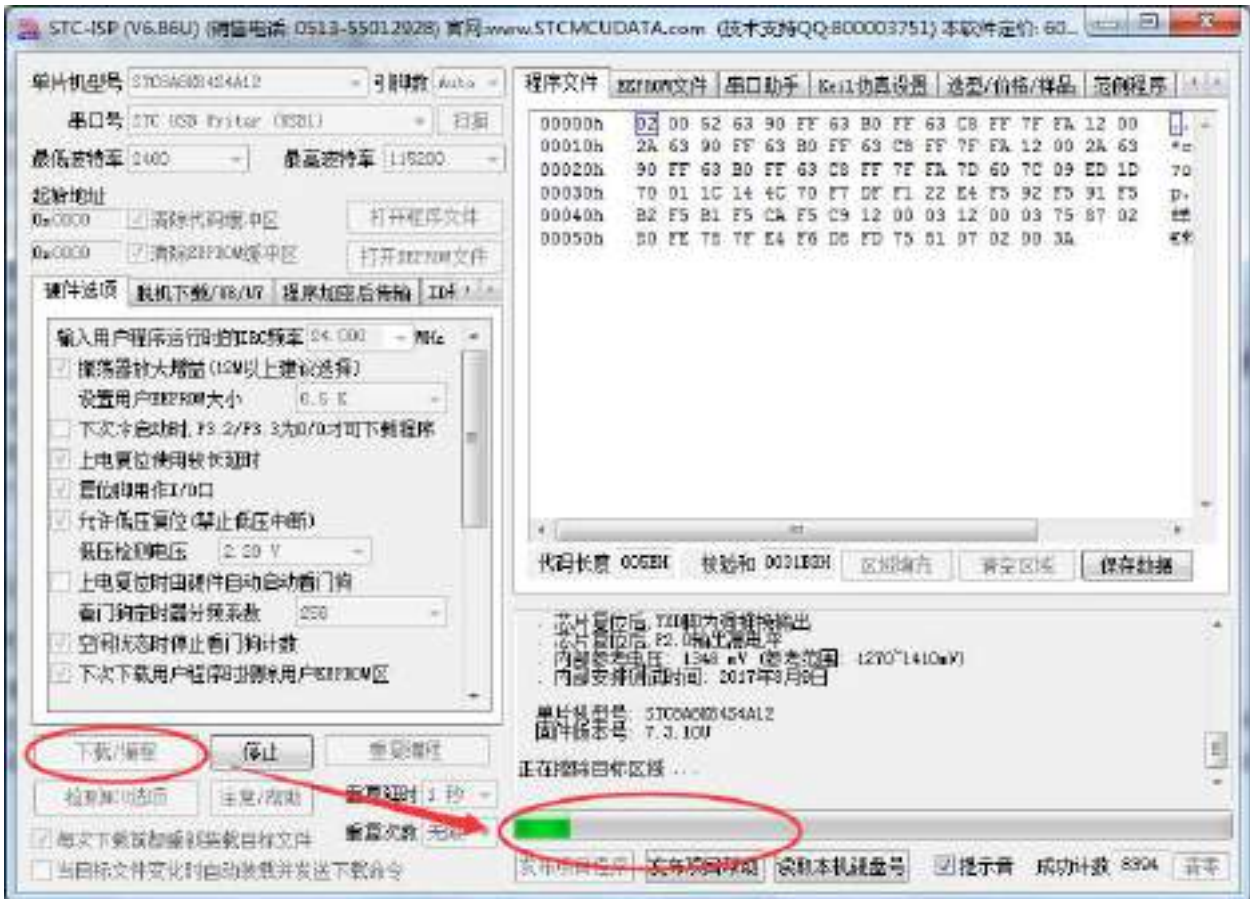 STC-ISP (V6.86U) (销售电话: 0513-55012928) 官网:www.STCMCUDATA.com (技术支持QQ:800003751) 本软件定价: 60...
单片机型号 STC8A8K64S4A12 引脚数 Auto
串口号 STC USB Writer (USB1) 扫描
最低波特率 2400 最高波特率 115200
起始地址
0x0000 清除代码缓冲区 打开程序文件
0x0000 清除EEPROM缓冲区 打开EEPROM文件
硬件选项 脱机下载/U8/U7 程序加密后传输
输入用户程序运行时的IRC频率 24.000 MHz
振荡器放大增益(12M以上建议选择)
设置用户EEPROM大小 0.5 K
下次冷启动时,P3.2/P3.3为0/0才可下载程序
上电复位使用较长延时
复位脚用作I/O口
允许低压复位(禁止低压中断)
低压检测电压 2.20 V
上电复位时由硬件自动启动看门狗
看门狗定时器分频系数 256
空闲状态时停止看门狗计数
下次下载用户程序时擦除用户EEPROM区
下载/编程 停止 重复编程
检测MCU选项 注意/帮助 重复延时 1 秒
每次下载前都重新装载目标文件 重复次数
当目标文件变化时自动装载并发送下载命令
程序文件 EEPROM文件 串口助手 Keil仿真设置 选型/价格/样品 范例程序
00000h 02 00 52 63 90 FF 63 B0 FF 63 C8 FF 7F FA 12 00
00010h 2A 63 90 FF 63 B0 FF 63 C8 FF 7F FA 12 00 2A 63
00020h 90 FF 63 B0 FF 63 C8 FF 7F FA 7D 60 7C 09 ED 1D
00030h 70 01 1C 14 4C 70 F7 DF F1 22 E4 F5 92 F5 91 F5
00040h B2 F5 B1 F5 CA F5 C9 12 00 03 12 00 03 75 87 02
00050h 80 FE 78 7F E4 F6 D8 FD 75 81 07 02 00 3A
代码长度 005EH 校验和 区域填充 清空区域 保存数据
. 芯片复位后,TXD脚为强推挽输出
. 芯片复位后,P2.0输出高电平
. 内部参考电压: 1348 mV (参考范围: 1270~1410mV)
. 内部安排测试时间: 2017年8月8日
单片机型号: STC8A8K64S4A12
固件版本号: 7.3.10U
正在擦除目标区域 ...
发布项目程序 发布项目帮助 读取本机硬盘号 提示音 成功计数 8394 清零